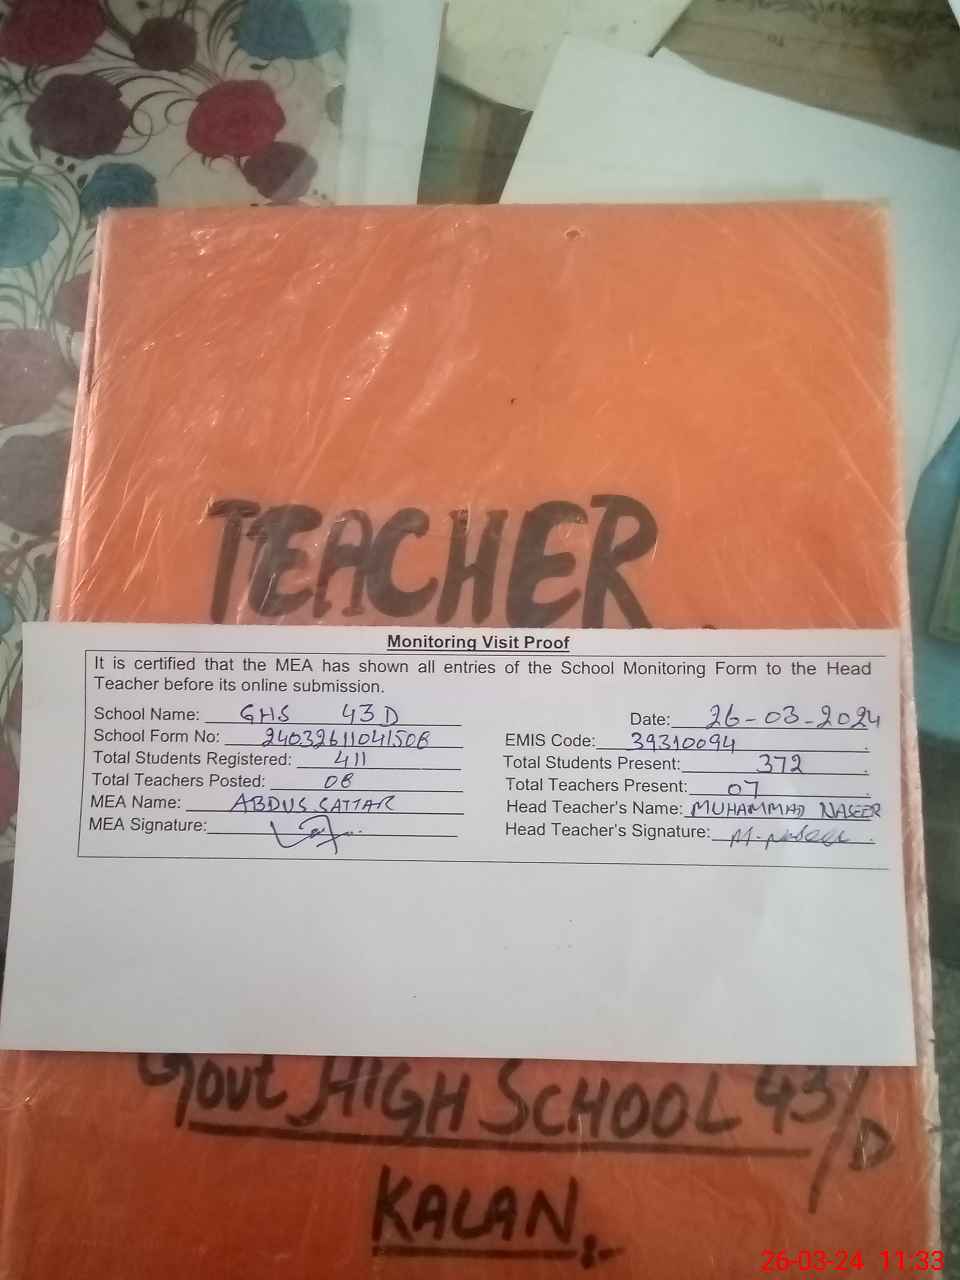 TEACHER
Monitoring Visit Proof
It is certified that the MEA has shown all entries of the School Monitoring Form to the Head
Teacher before its online submission.
School Name: GHS 43 D
Date: 26-03-2024
School Form No: 24032611041508
EMIS Code: 39310094
Total Students Registered: 411
Total Students Present: 372
Total Teachers Posted: 08
Total Teachers Present: 07
MEA Name: ABDUS SATTAR
Head Teacher's Name: MUHAMMAD NASEER
MEA Signature:
Head Teacher's Signature: M. Naseer
Govt HIGH SCHOOL 43/D
KALAN:-
26-03-24 11:33